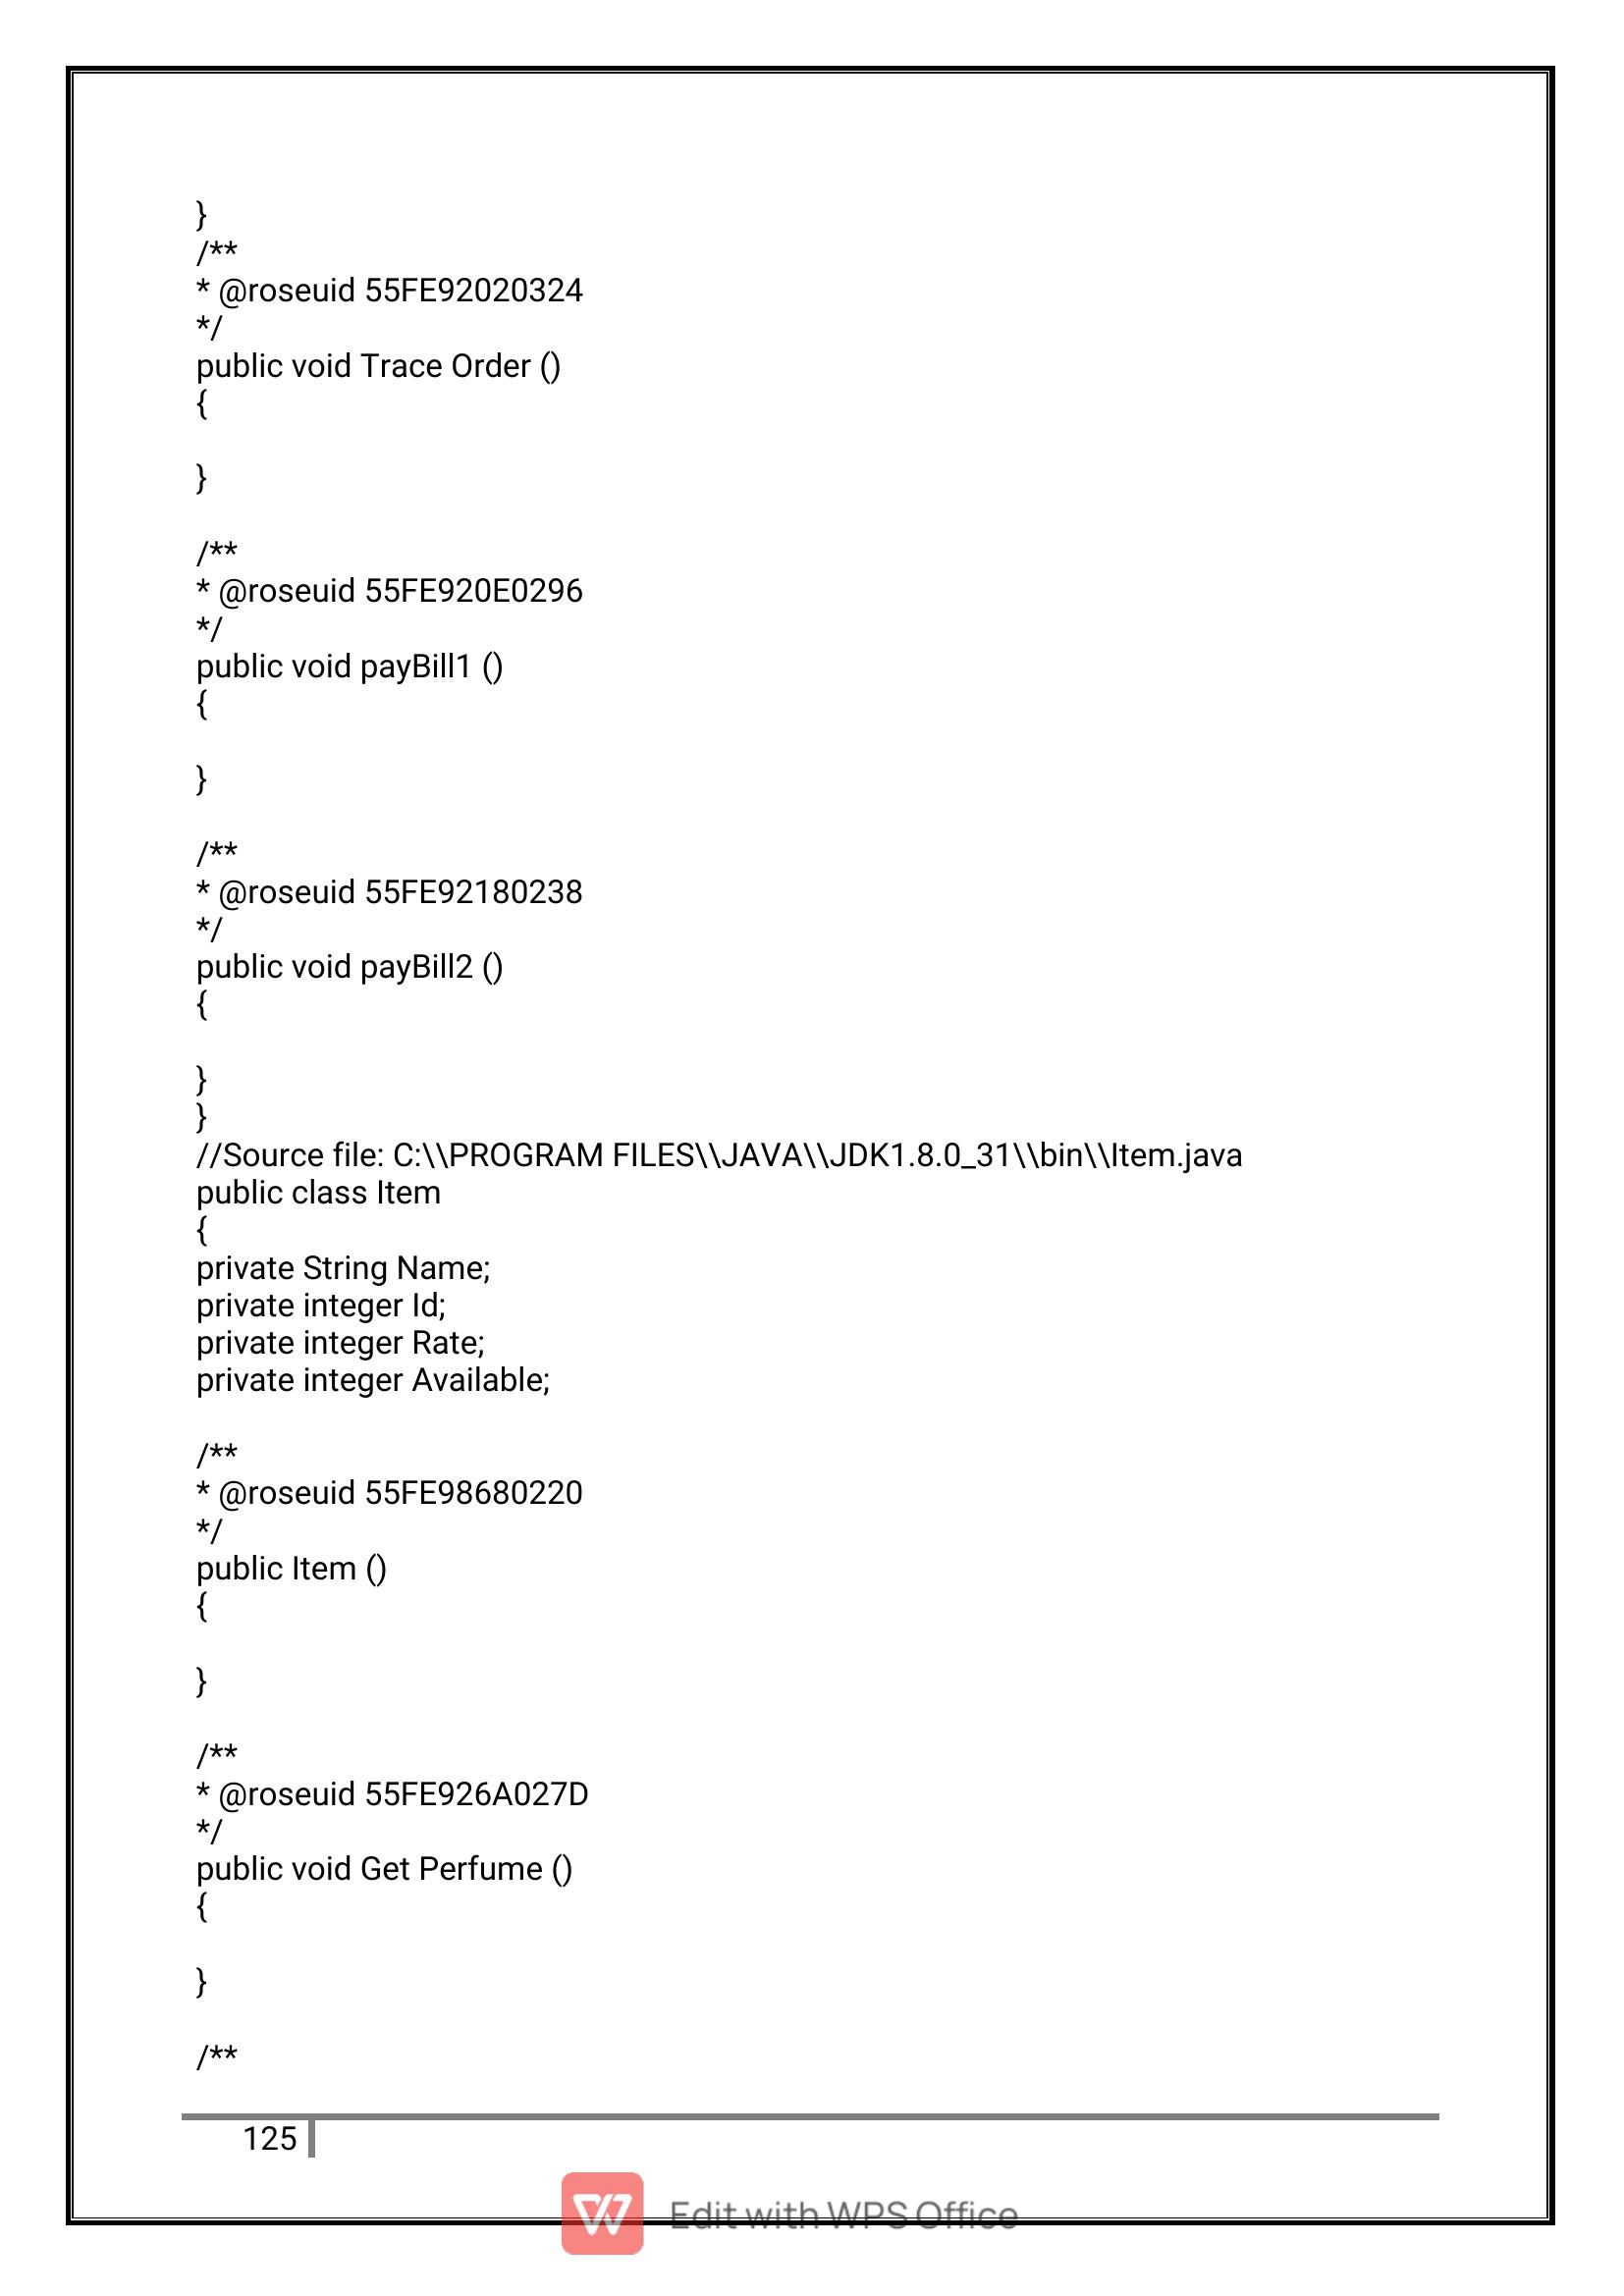 }
/**
* @roseuid 55FE92020324
*/
public void Trace Order ()
{
}
/**
* @roseuid 55FE920E0296
*/
public void payBill1 ()
{
}
/**
* @roseuid 55FE92180238
*/
public void payBill2 ()
{
}
}
//Source file: C:\\PROGRAM FILES\\JAVA\\JDK1.8.0_31\\bin\\Item.java
public class Item
{
private String Name;
private integer Id;
private integer Rate;
private integer Available;
/**
* @roseuid 55FE98680220
*/
public Item ()
{
}
/**
* @roseuid 55FE926A027D
*/
public void Get Perfume ()
{
}
/**
125
Edit with WPS Office